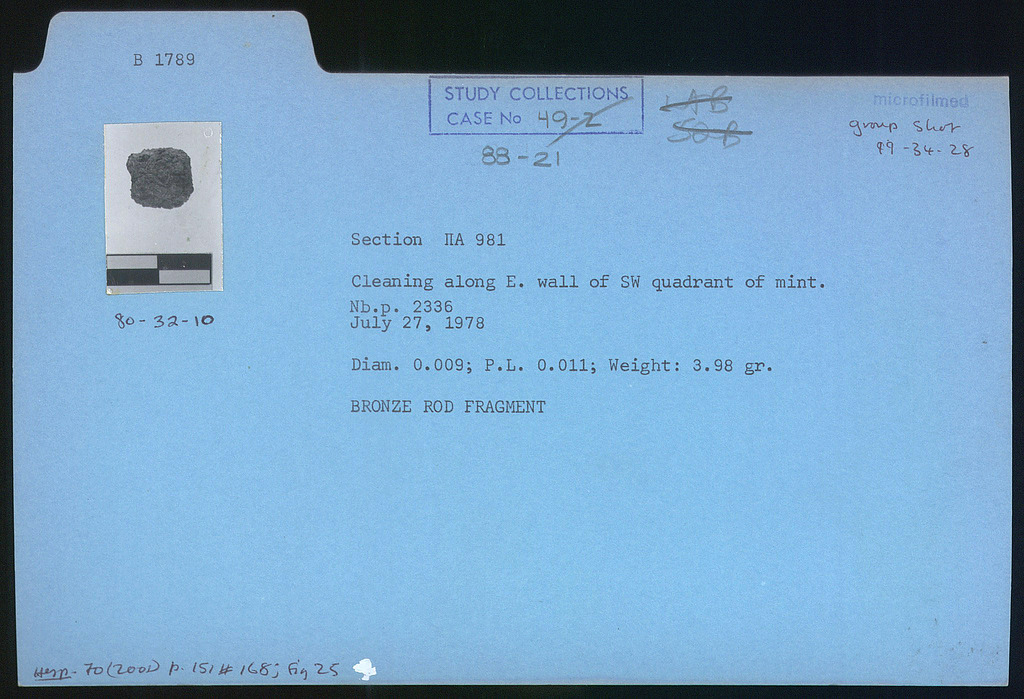 B 1789
STUDY COLLECTIONS
CASE No 49-2
88-21
LAB
SOB
microfilmed
group shot
99-34-28
80-32-10
Section ΠA 981
Cleaning along E. wall of SW quadrant of mint.
Nb.p. 2336
July 27, 1978
Diam. 0.009; P.L. 0.011; Weight: 3.98 gr.
BRONZE ROD FRAGMENT
Hesp. 70 (2001) p. 151 # 168; Fig 25